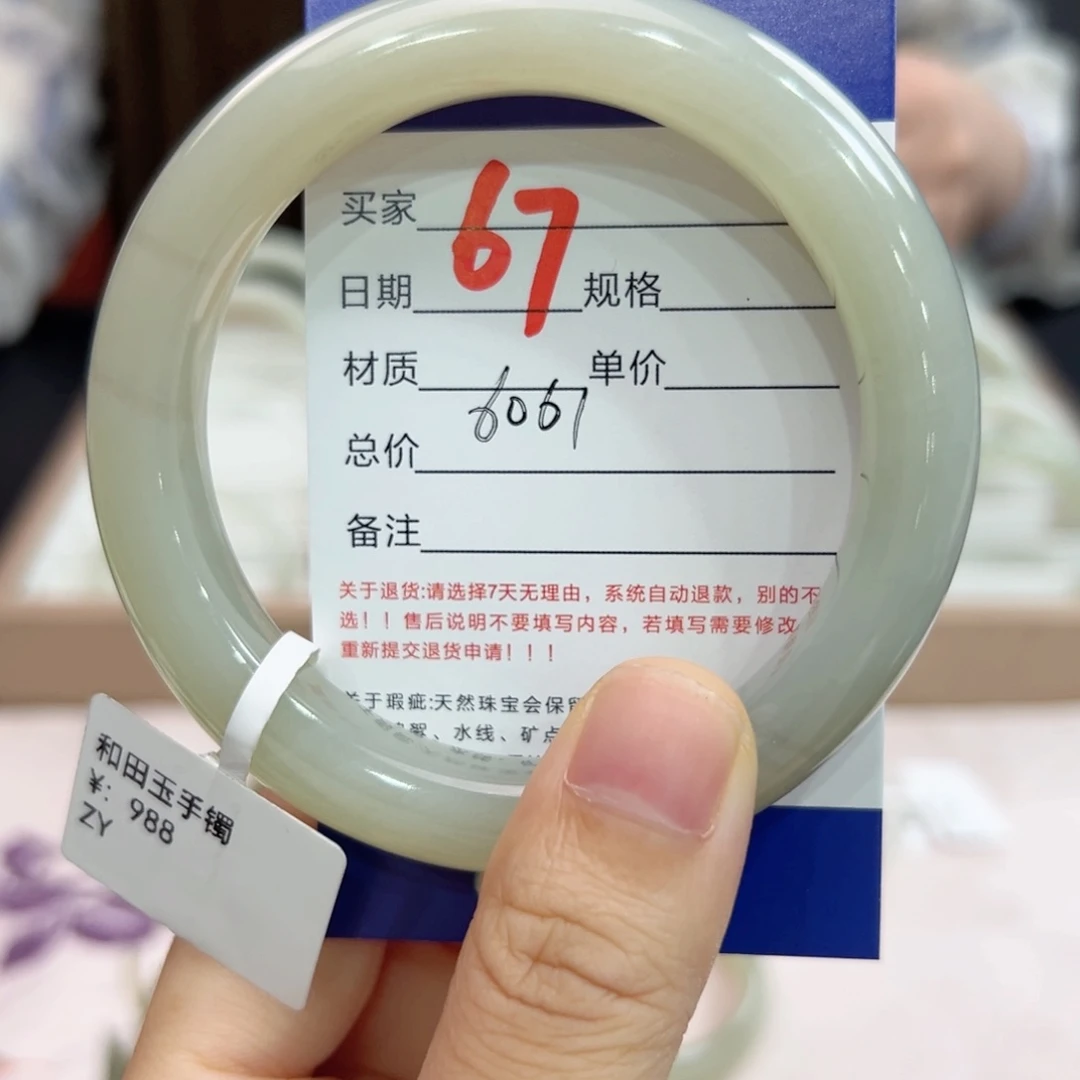 67
买家
日期 规格
材质 单价
6067
总价
备注
关于退货:请选择7天无理由，系统自动退款，别的不
选！！售后说明不要填写内容，若填写需要修改
重新提交退货申请！！！
关于瑕疵:天然珠宝会保留
絮、水线、矿点
和田玉手镯
¥: 988
ZY